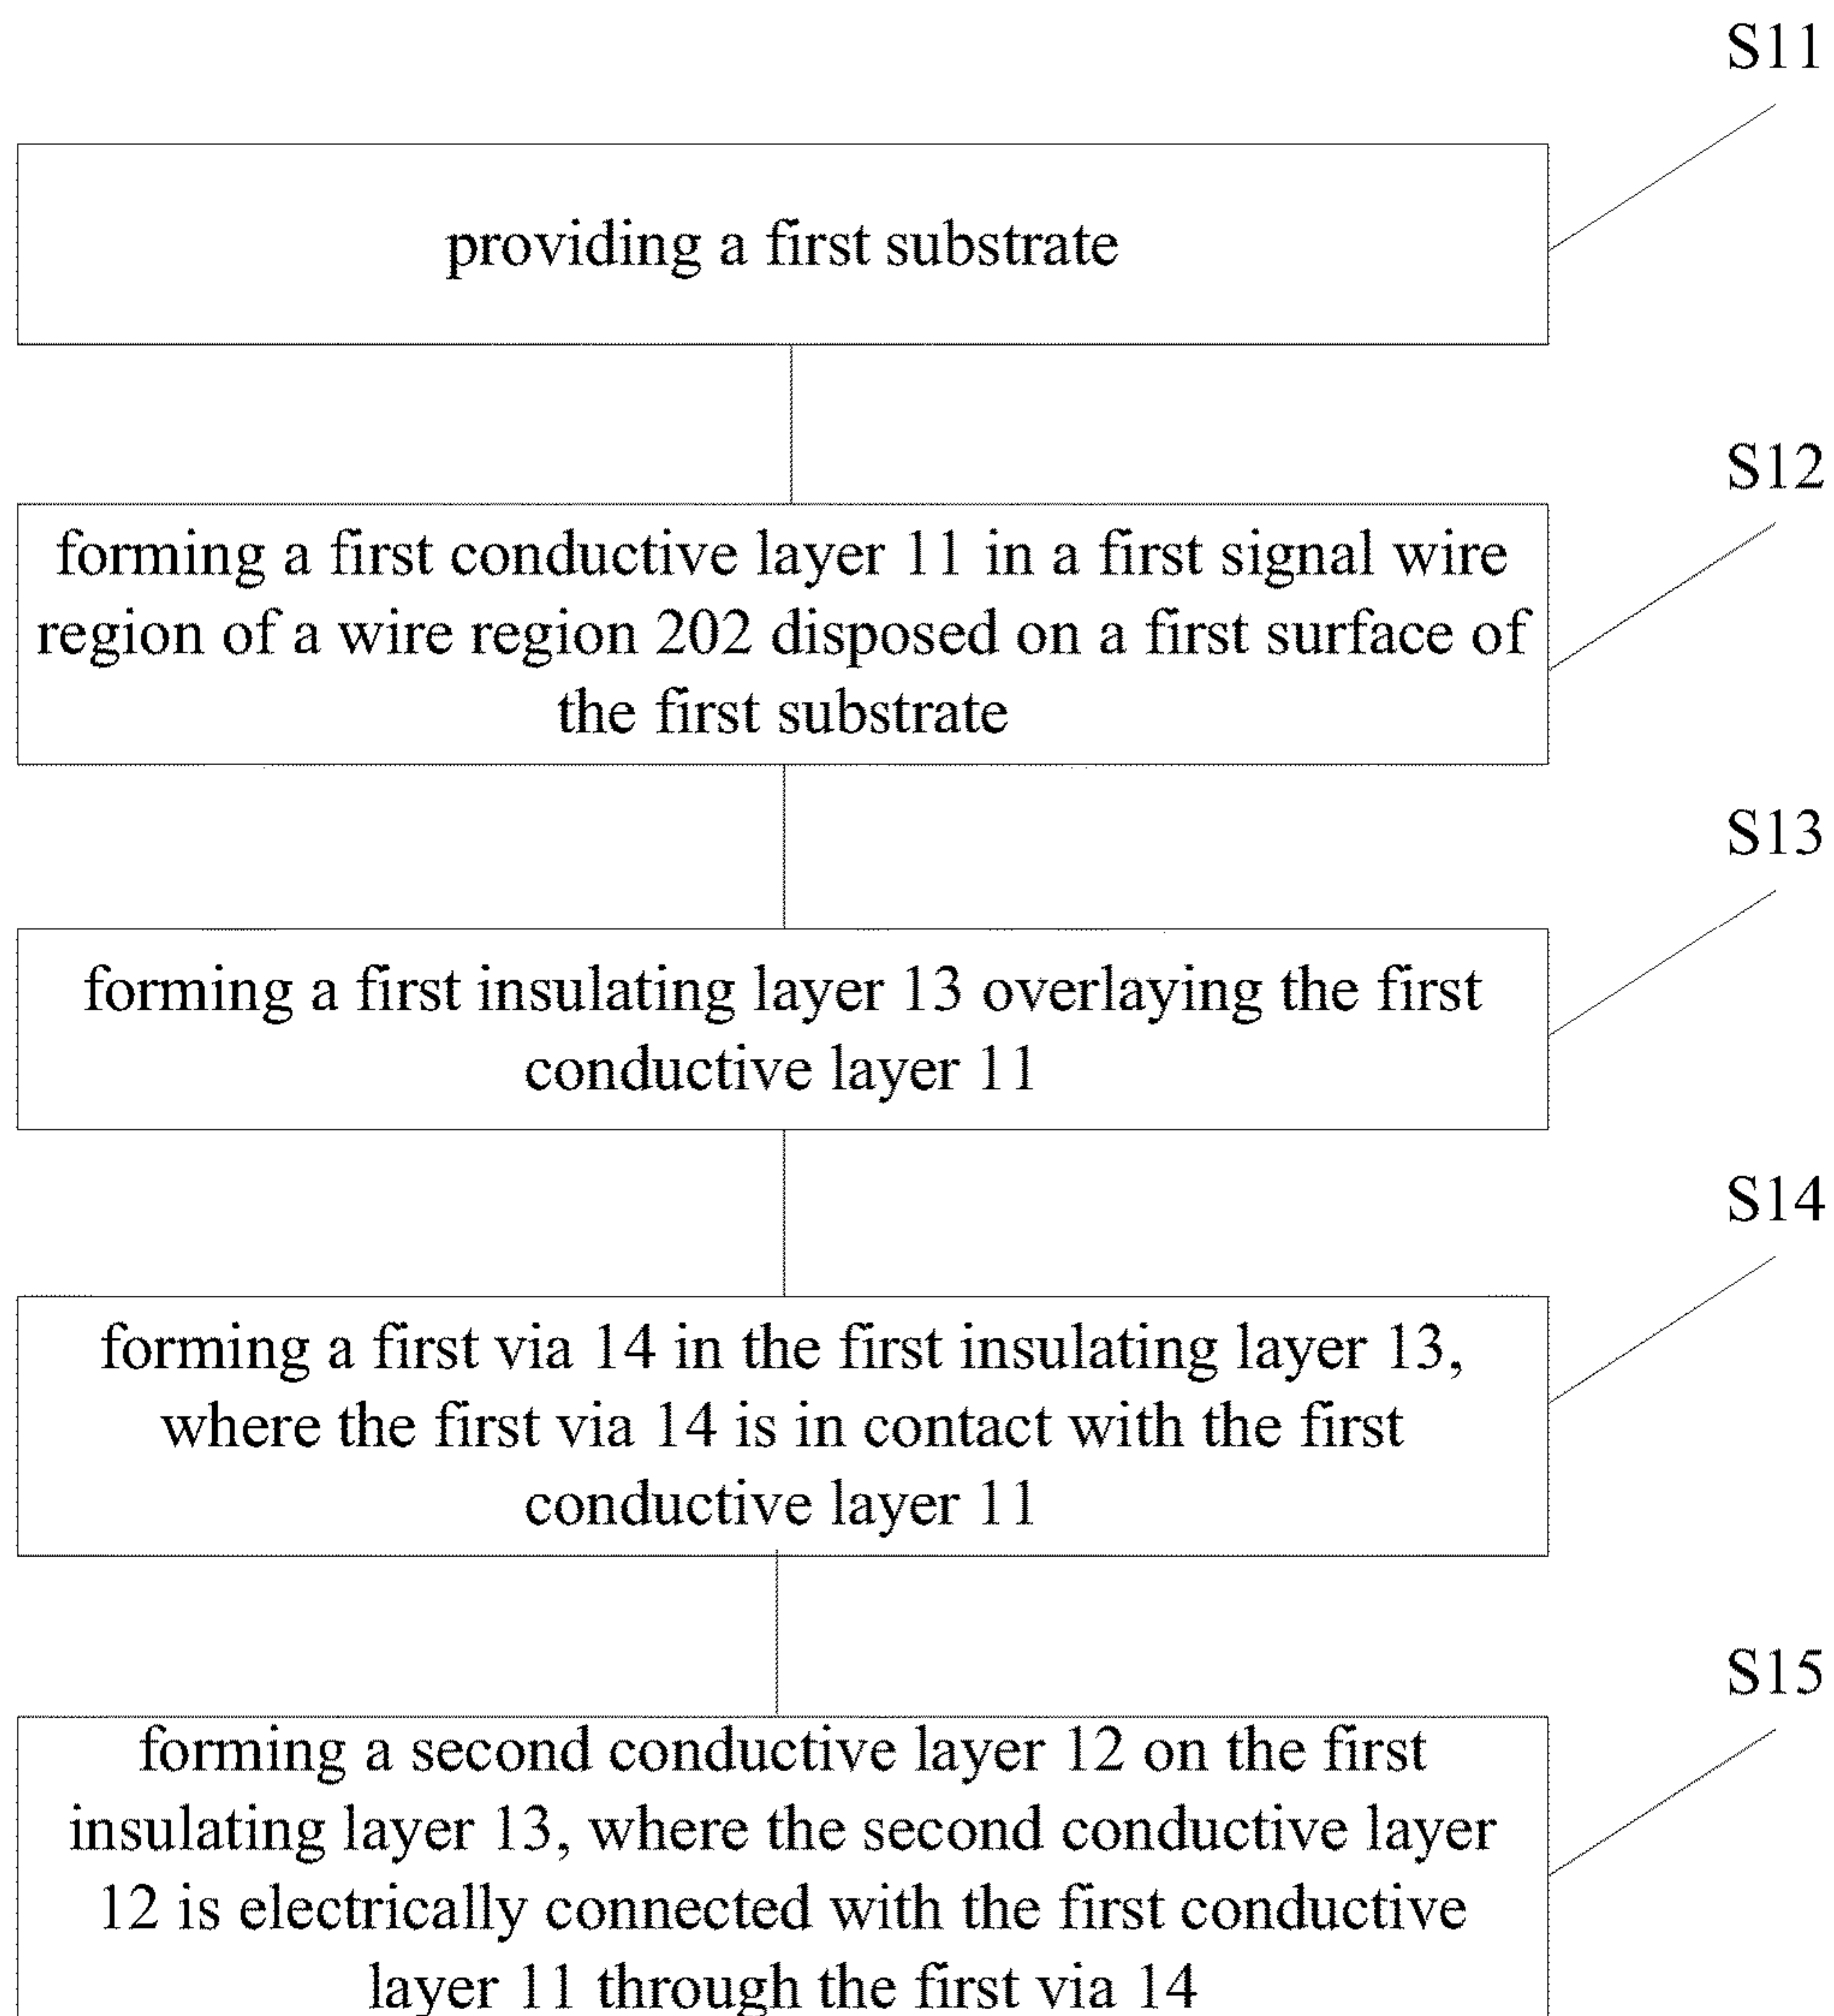 S11
providing a first substrate
S12
forming a first conductive layer 11 in a first signal wire
region of a wire region 202 disposed on a first surface of
the first substrate
S13
forming a first insulating layer 13 overlaying the first
conductive layer 11
S14
forming a first via 14 in the first insulating layer 13,
where the first via 14 is in contact with the first
conductive layer 11
S15
forming a second conductive layer 12 on the first
insulating layer 13, where the second conductive layer
12 is electrically connected with the first conductive
layer 11 through the first via 14